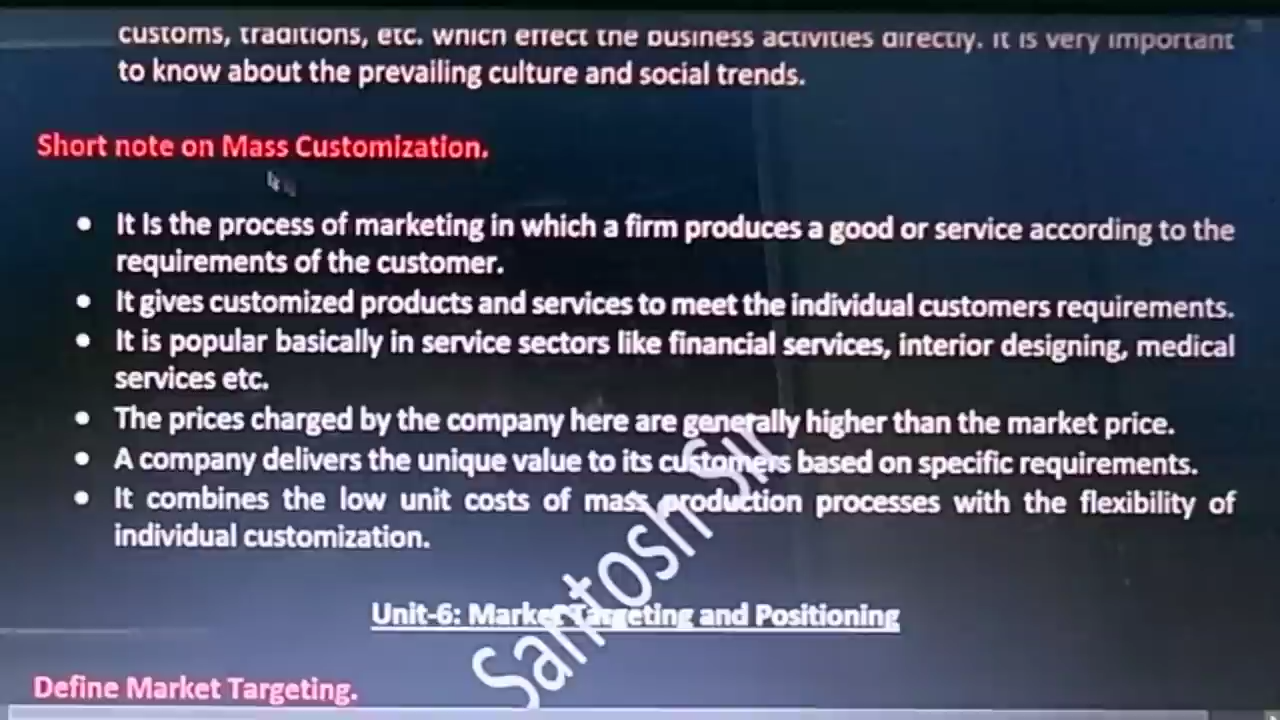 customs, traditions, etc. which effect the business activities directly. It is very important
to know about the prevailing culture and social trends.
Short note on Mass Customization.
• It Is the process of marketing in which a firm produces a good or service according to the
requirements of the customer.
• It gives customized products and services to meet the individual customers requirements.
• It is popular basically in service sectors like financial services, interior designing, medical
services etc.
• The prices charged by the company here are generally higher than the market price.
• A company delivers the unique value to its customers based on specific requirements.
• It combines the low unit costs of mass production processes with the flexibility of
individual customization.
Santosh Sir
Unit-6: Market Targeting and Positioning
Define Market Targeting.